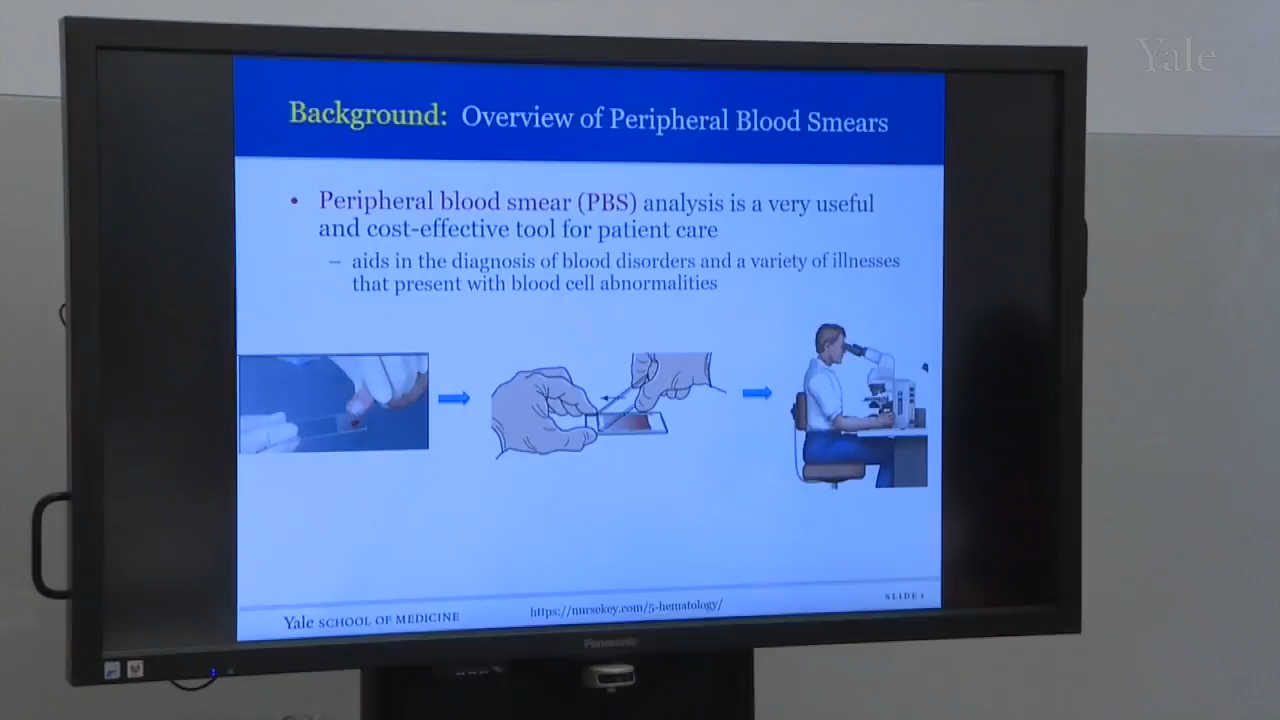 Yale
Background: Overview of Peripheral Blood Smears
• Peripheral blood smear (PBS) analysis is a very useful
and cost-effective tool for patient care
– aids in the diagnosis of blood disorders and a variety of illnesses
that present with blood cell abnormalities
SLIDE 1
Yale SCHOOL OF MEDICINE
https://nursekey.com/5-hematology/
Panasonic